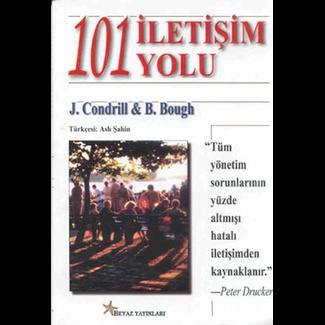 101 İLETİŞİM
YOLU
J. Condrill & B. Bough
Türkçesi: Aslı Şahin
“Tüm
yönetim
sorunlarının
yüzde
altmışı
hatalı
iletişimden
kaynaklanır.”
—Peter Drucker
BEYAZ YAYINLARI